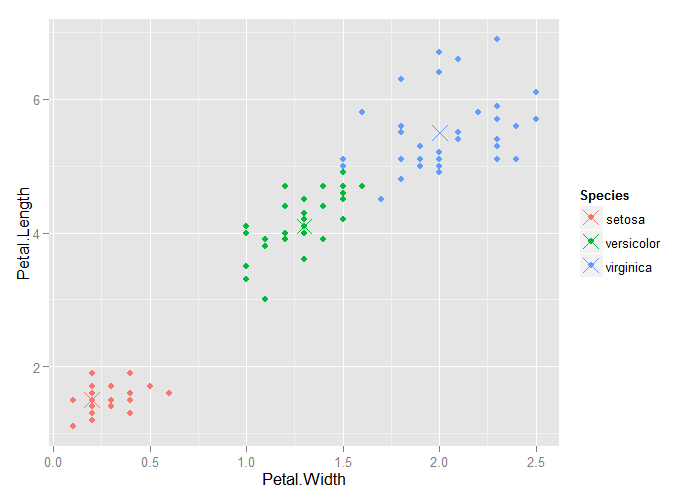 Petal.Length
6
4
2
0.0 0.5 1.0 1.5 2.0 2.5
Petal.Width
Species
setosa
versicolor
virginica